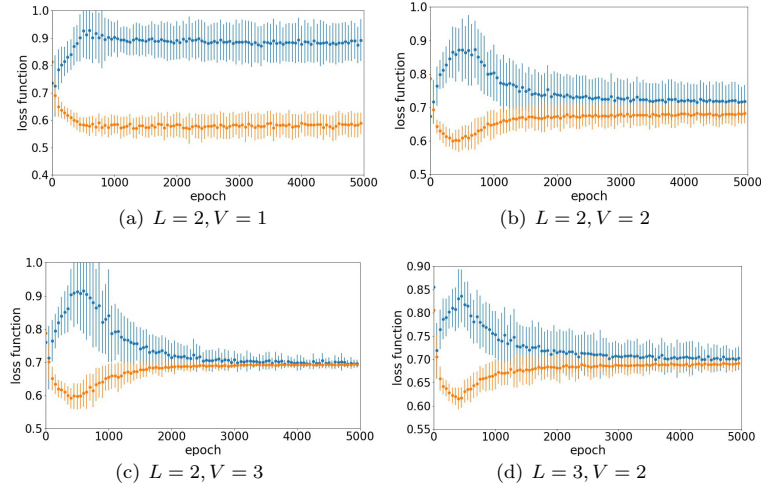 1.0
0.9
0.8
0.7
0.6
0.5
0.4
loss function
0 1000 2000 3000 4000 5000
epoch
(a) L = 2, V = 1
1.0
0.9
0.8
0.7
0.6
0.5
loss function
0 1000 2000 3000 4000 5000
epoch
(b) L = 2, V = 2
1.0
0.9
0.8
0.7
0.6
0.5
loss function
0 1000 2000 3000 4000 5000
epoch
(c) L = 2, V = 3
0.90
0.85
0.80
0.75
0.70
0.65
0.60
0.55
loss function
0 1000 2000 3000 4000 5000
epoch
(d) L = 3, V = 2